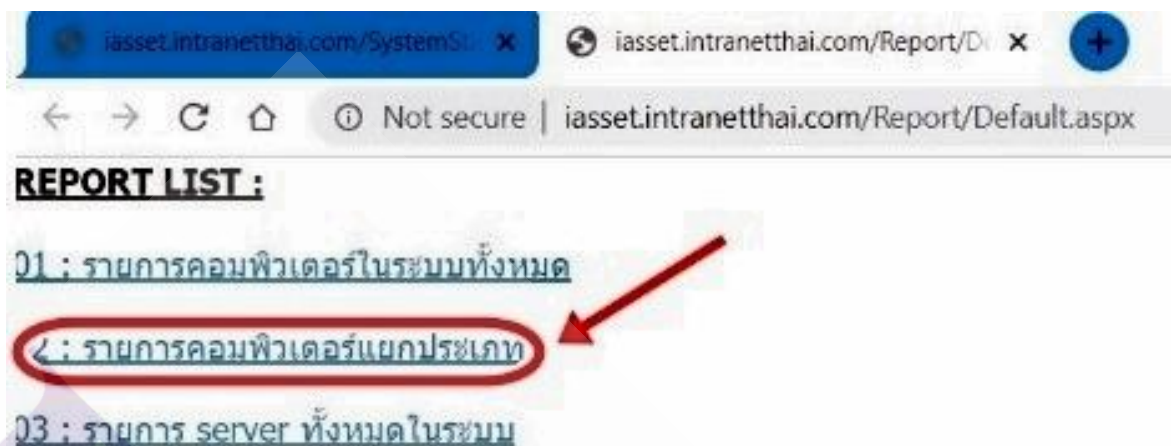 iasset.intranetthai.com/SystemSt iasset.intranetthai.com/Report/D
Not secure | iasset.intranetthai.com/Report/Default.aspx
REPORT LIST :
01 : รายการคอมพิวเตอร์ในระบบทั้งหมด
2 : รายการคอมพิวเตอร์แยกประเภท
03 : รายการ server ทั้งหมดในระบบ